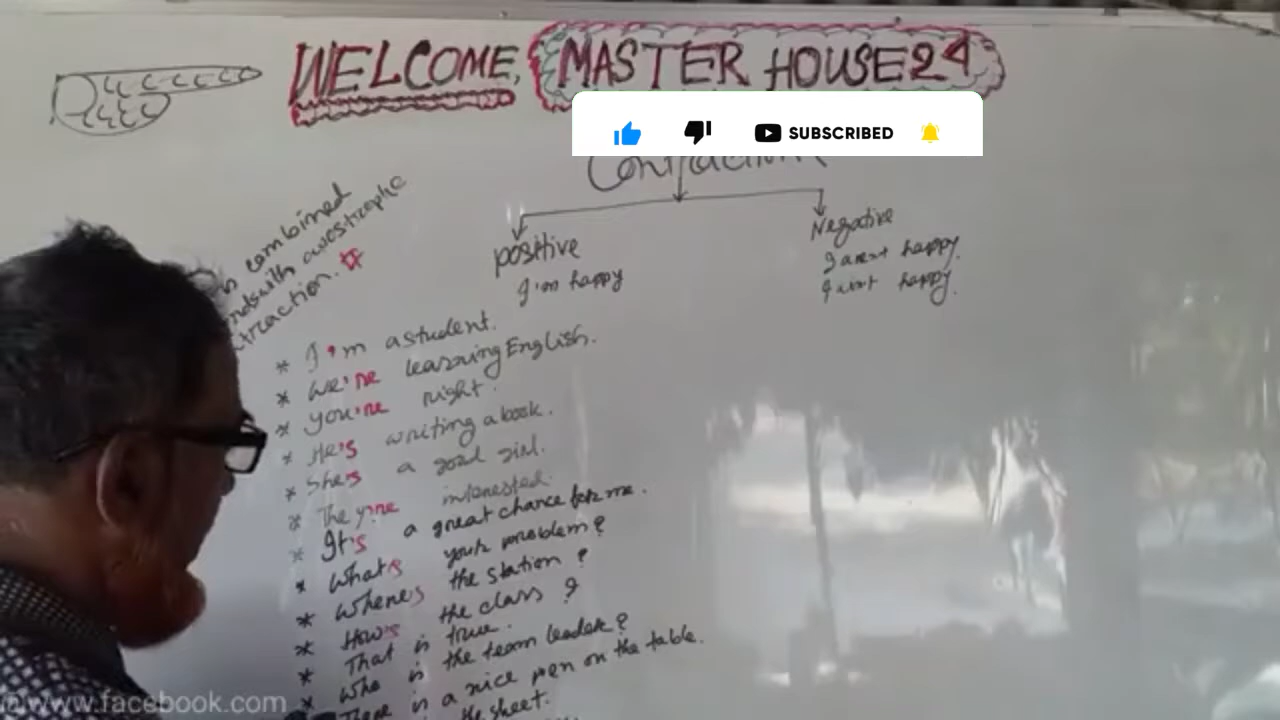 WELCOME, MASTER HOUSE24
SUBSCRIBED
Contraction
combined
with awostrophe
traction.
positive
I'm happy
Negative
I aren't happy.
I ain't happy.
* I'm a student.
* We're learning English.
* You're right.
* He's writing a book.
* She's a good girl.
* They're interested.
* It's a great chance for me.
* What's your problem?
* Where's the station?
* How's the class?
* That is true.
* Who is the team leader?
* There is a nice pen on the table.
the sheet.
www.facebook.com